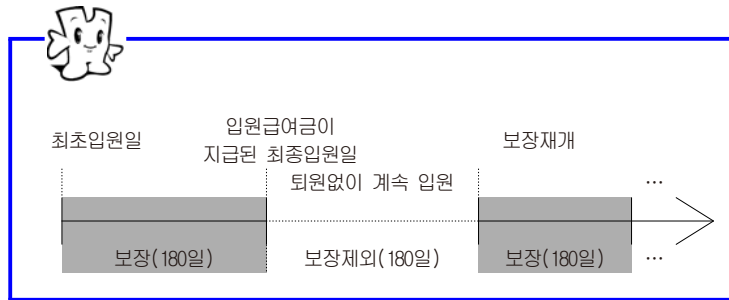 최초입원일
입원급여금이
지급된 최종입원일
보장재개
퇴원없이 계속 입원
…
보장(180일)
보장제외(180일)
보장(180일)
…